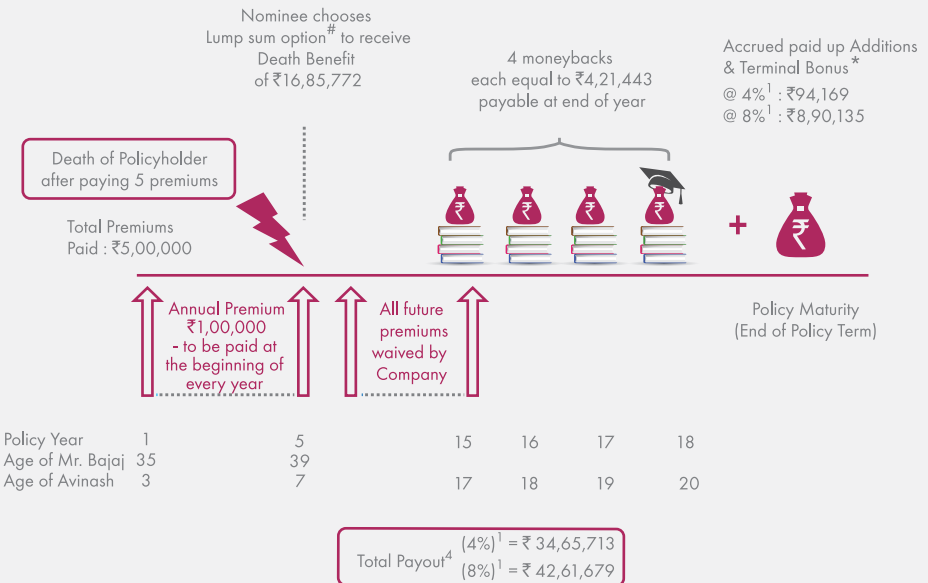 Nominee chooses
Lump sum option# to receive
Death Benefit
of ₹16,85,772
4 moneybacks
each equal to ₹4,21,443
payable at end of year
Accrued paid up Additions
& Terminal Bonus*
@ 4%¹ : ₹94,169
@ 8%¹ : ₹8,90,135
Death of Policyholder
after paying 5 premiums
Total Premiums
Paid : ₹5,00,000
₹ ₹ ₹ ₹ + ₹
Annual Premium
₹1,00,000
- to be paid at
the beginning of
every year
All future
premiums
waived by
Company
Policy Maturity
(End of Policy Term)
Policy Year 1 5 15 16 17 18
Age of Mr. Bajaj 35 39
Age of Avinash 3 7 17 18 19 20
Total Payout⁴ (4%)¹ = ₹ 34,65,713
(8%)¹ = ₹ 42,61,679